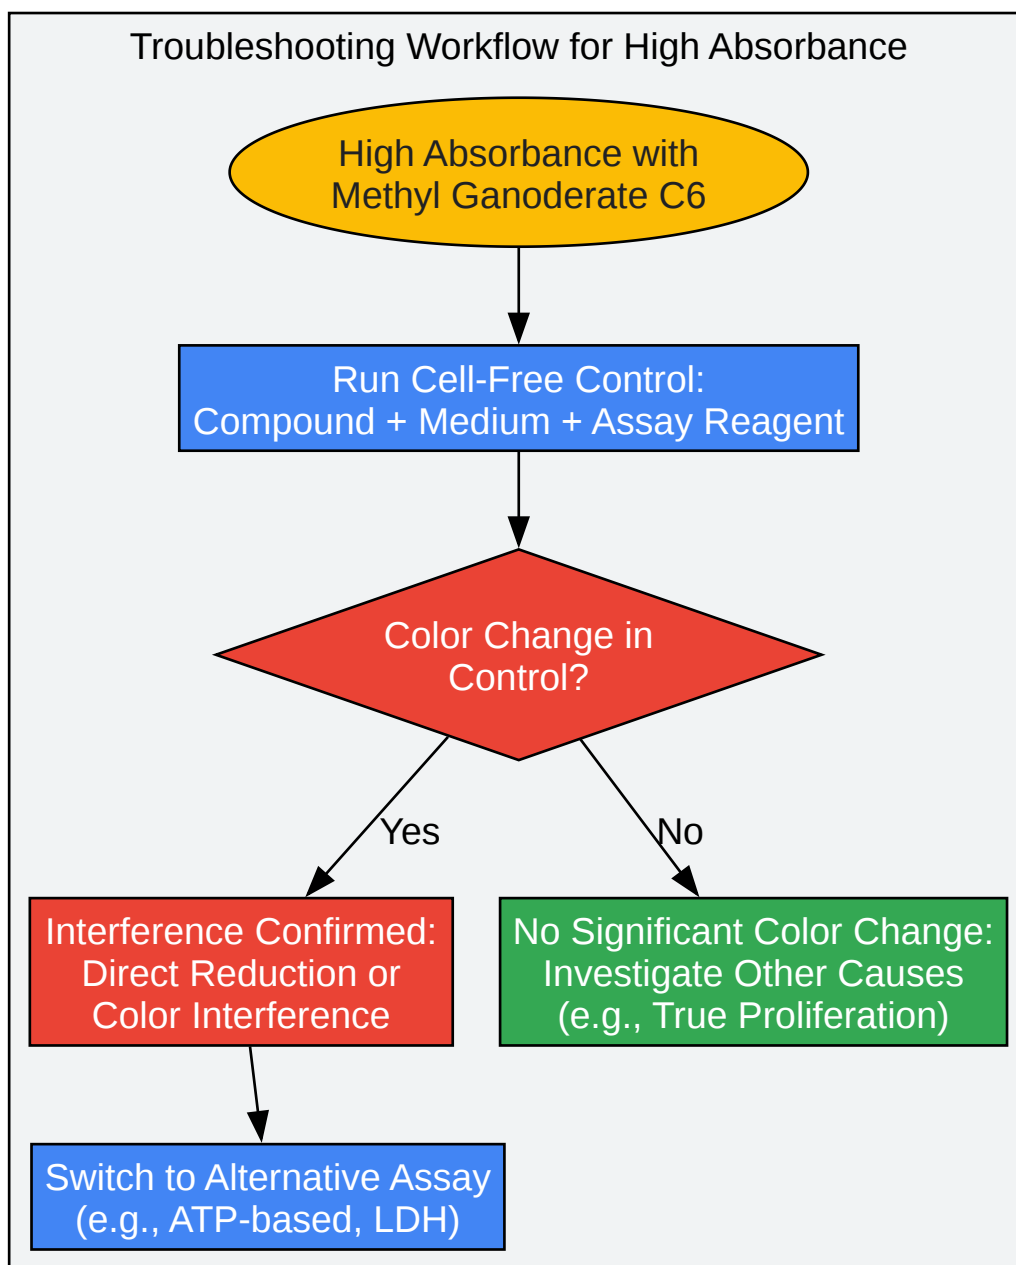 Troubleshooting Workflow for High Absorbance
High Absorbance with
Methyl Ganoderate C6
Run Cell-Free Control:
Compound + Medium + Assay Reagent
Color Change in
Control?
Yes
No
Interference Confirmed:
Direct Reduction or
Color Interference
No Significant Color Change:
Investigate Other Causes
(e.g., True Proliferation)
Switch to Alternative Assay
(e.g., ATP-based, LDH)